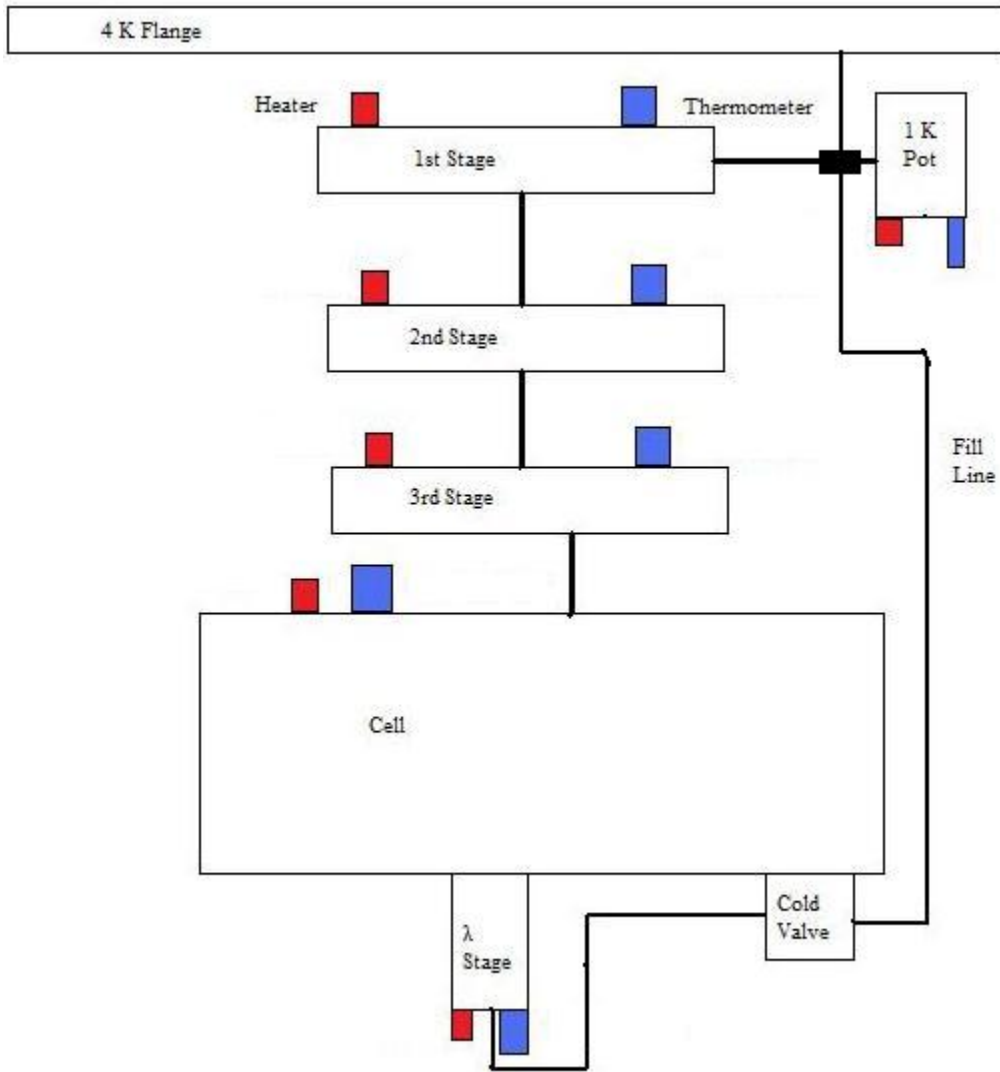 4 K Flange
Heater
Thermometer
1st Stage
1 K
Pot
2nd Stage
3rd Stage
Fill
Line
Cell
λ
Stage
Cold
Valve